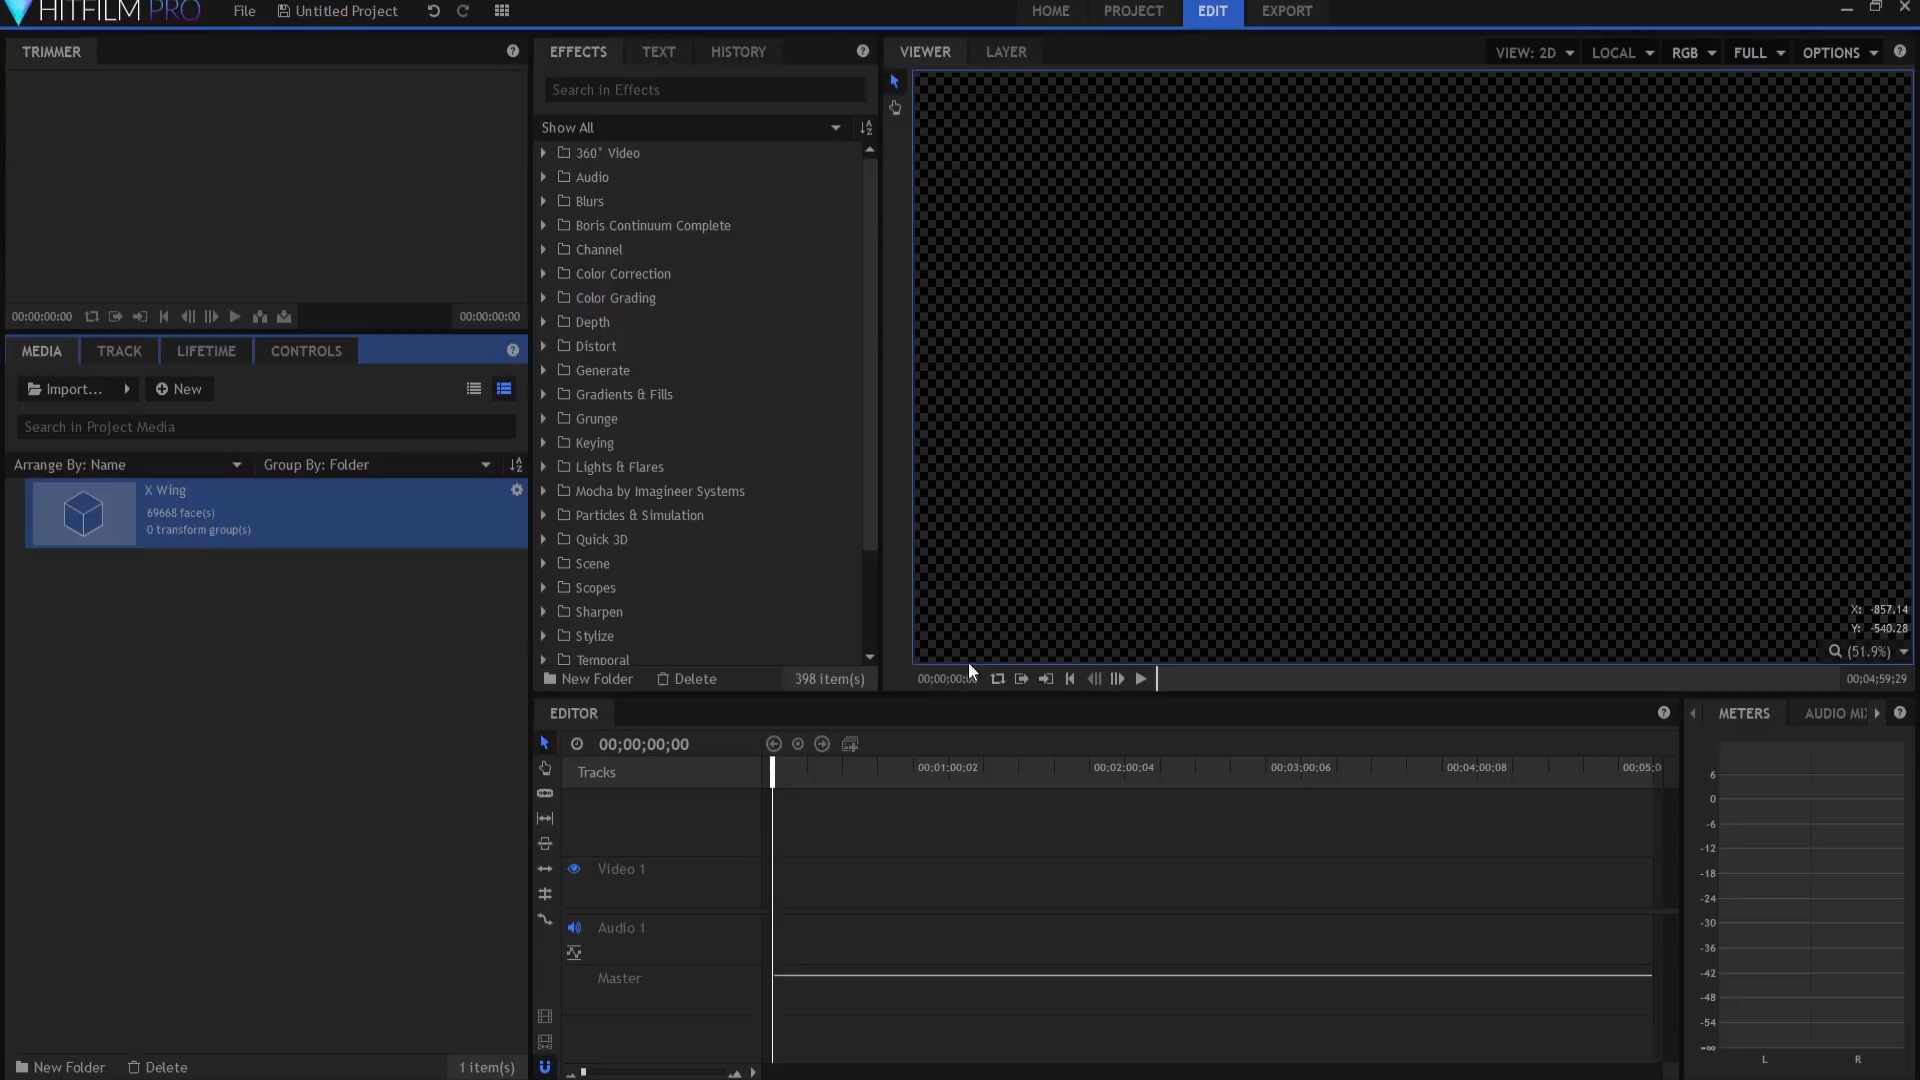 HITFILM PRO
File
Untitled Project
HOME
PROJECT
EDIT
EXPORT
TRIMMER
00:00:00:00
00:00:00:00
MEDIA
TRACK
LIFETIME
CONTROLS
Import...
New
Search in Project Media
Arrange By: Name
Group By: Folder
X Wing
69668 face(s)
0 transform group(s)
New Folder
Delete
1 item(s)
EFFECTS
TEXT
HISTORY
Search in Effects
Show All
360° Video
Audio
Blurs
Boris Continuum Complete
Channel
Color Correction
Color Grading
Depth
Distort
Generate
Gradients & Fills
Grunge
Keying
Lights & Flares
Mocha by Imagineer Systems
Particles & Simulation
Quick 3D
Scene
Scopes
Sharpen
Stylize
Temporal
New Folder
Delete
398 item(s)
VIEWER
LAYER
VIEW: 2D
LOCAL
RGB
FULL
OPTIONS
X: -857.14
Y: -540.28
(51.9%)
00;04;59;29
EDITOR
00;00;00;00
Tracks
00;01;00;02
00;02;00;04
00;03;00;06
00;04;00;08
00;05;0
Video 1
Audio 1
Master
METERS
AUDIO MI
6
0
-6
-12
-18
-24
-30
-36
-42
-48
-54
-∞
L
R